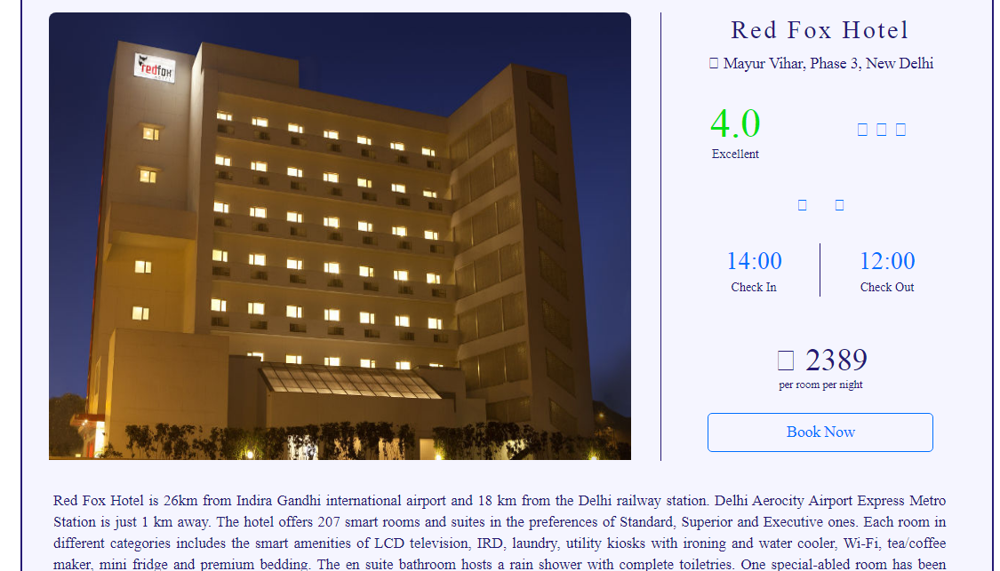 redfox
HOTEL
Red Fox Hotel
Mayur Vihar, Phase 3, New Delhi
4.0
Excellent
14:00
Check In
12:00
Check Out
2389
per room per night
Book Now
Red Fox Hotel is 26km from Indira Gandhi international airport and 18 km from the Delhi railway station. Delhi Aerocity Airport Express Metro
Station is just 1 km away. The hotel offers 207 smart rooms and suites in the preferences of Standard, Superior and Executive ones. Each room in
different categories includes the smart amenities of LCD television, IRD, laundry, utility kiosks with ironing and water cooler, Wi-Fi, tea/coffee
maker, mini fridge and premium bedding. The en suite bathroom hosts a rain shower with complete toiletries. One special-abled room has been